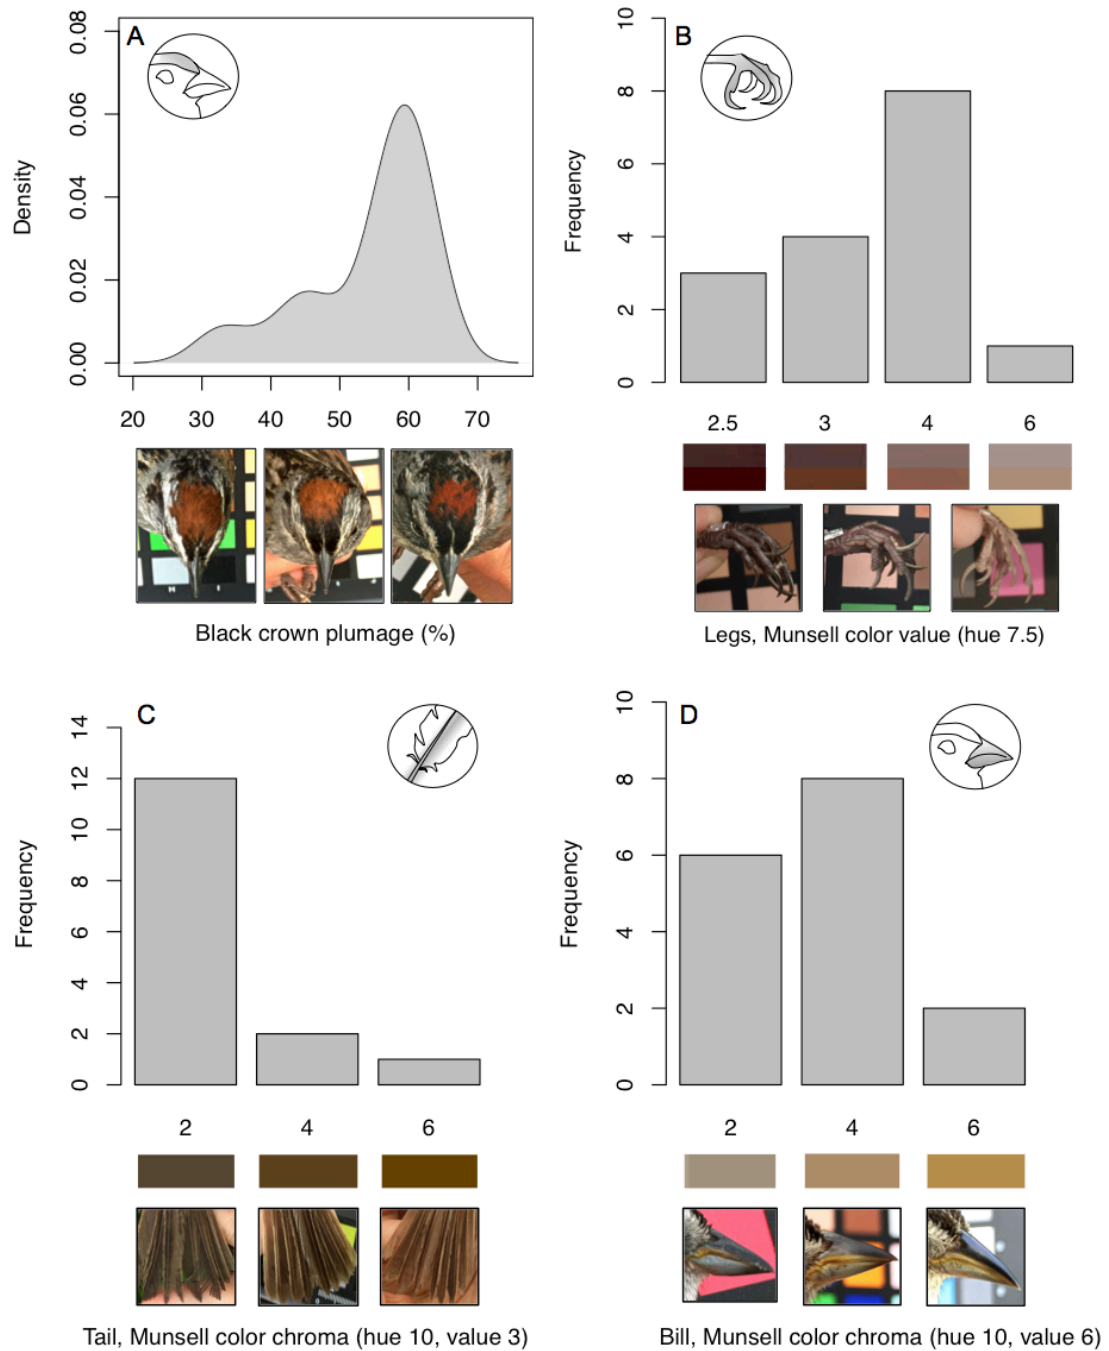 A
Density
0.00 0.02 0.04 0.06 0.08
20 30 40 50 60 70
Black crown plumage (%)
B
Frequency
0 2 4 6 8 10
2.5 3 4 6
Legs, Munsell color value (hue 7.5)
C
Frequency
0 2 4 6 8 10 12 14
2 4 6
Tail, Munsell color chroma (hue 10, value 3)
D
Frequency
0 2 4 6 8 10
2 4 6
Bill, Munsell color chroma (hue 10, value 6)